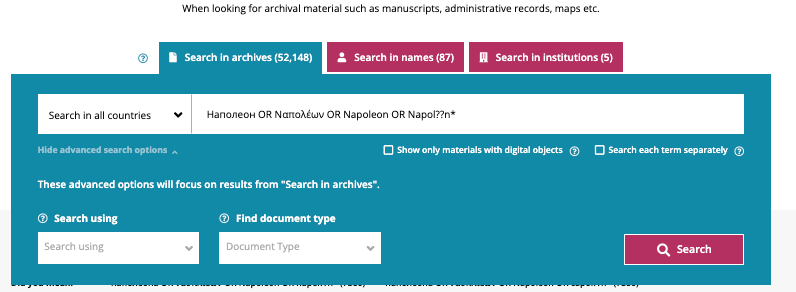 When looking for archival material such as manuscripts, administrative records, maps etc.
Search in archives (52,148)
Search in names (87)
Search in institutions (5)
Search in all countries
Наполеон OR Ναπολέων OR Napoleon OR Napol??n*
Hide advanced search options
Show only materials with digital objects
Search each term separately
These advanced options will focus on results from "Search in archives".
Search using
Find document type
Search using
Document Type
Search